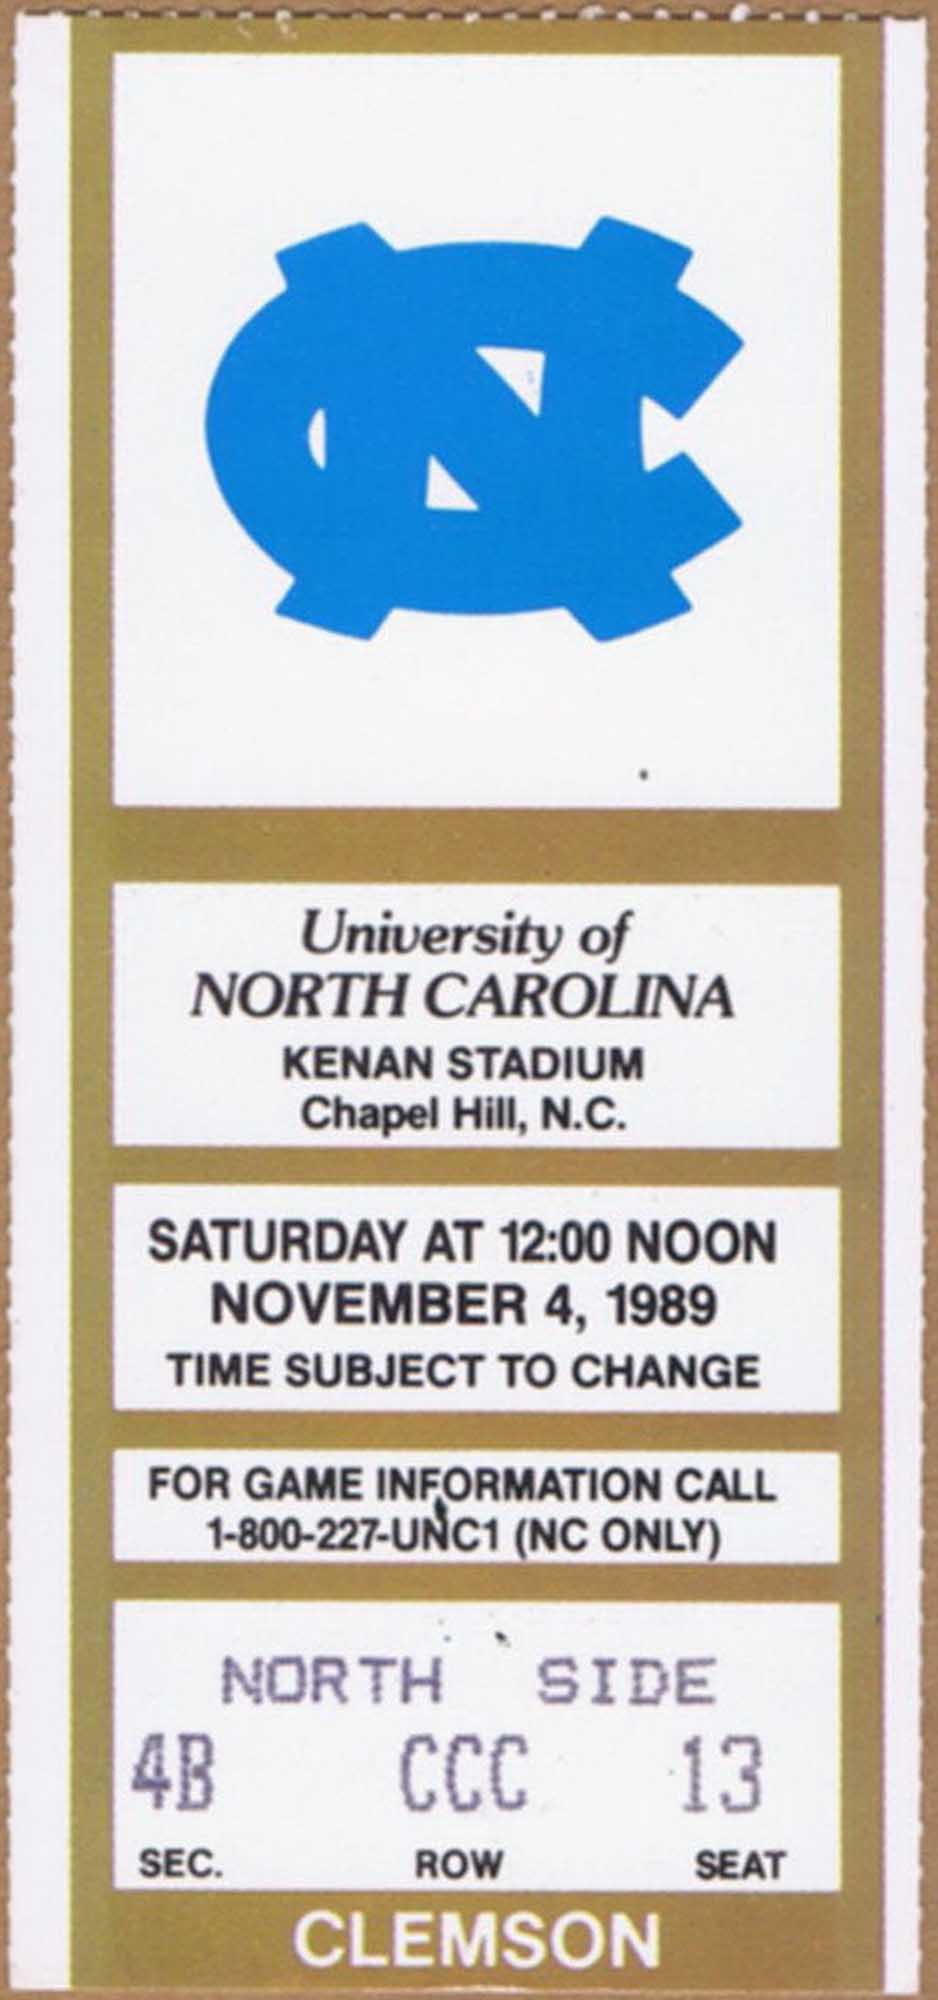 NC
University of
NORTH CAROLINA
KENAN STADIUM
Chapel Hill, N.C.
SATURDAY AT 12:00 NOON
NOVEMBER 4, 1989
TIME SUBJECT TO CHANGE
FOR GAME INFORMATION CALL
1-800-227-UNC1 (NC ONLY)
NORTH SIDE
4B CCC 13
SEC. ROW SEAT
CLEMSON